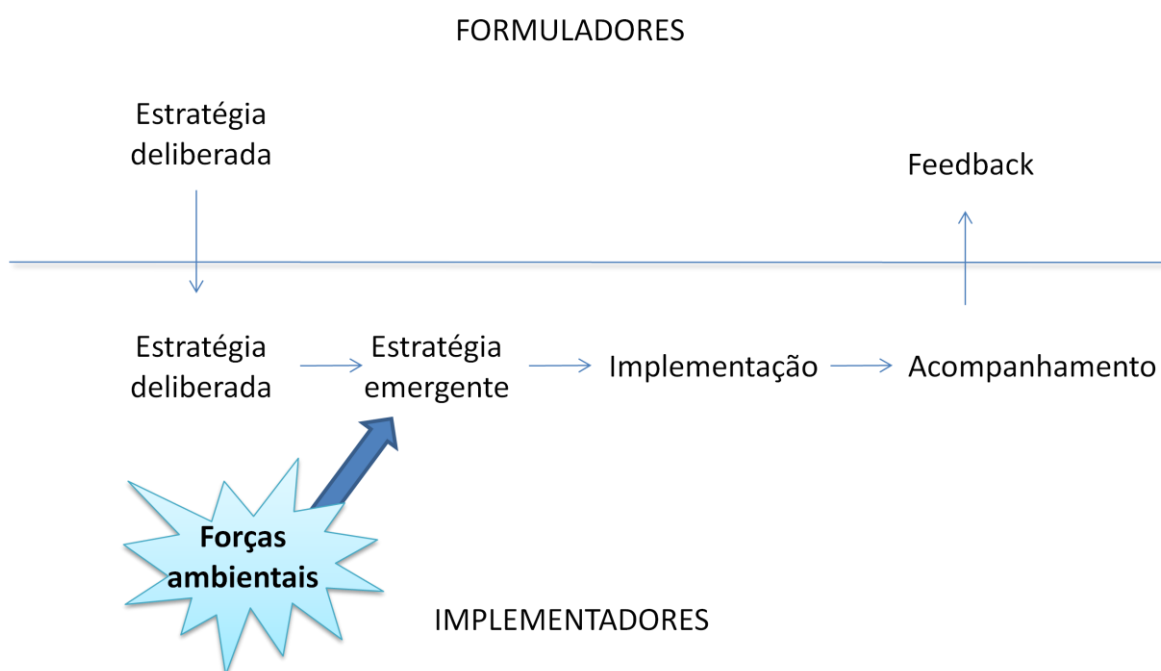 FORMULADORES
Estratégia
deliberada
Feedback
Estratégia
deliberada
Estratégia
emergente
Implementação
Acompanhamento
Forças
ambientais
IMPLEMENTADORES